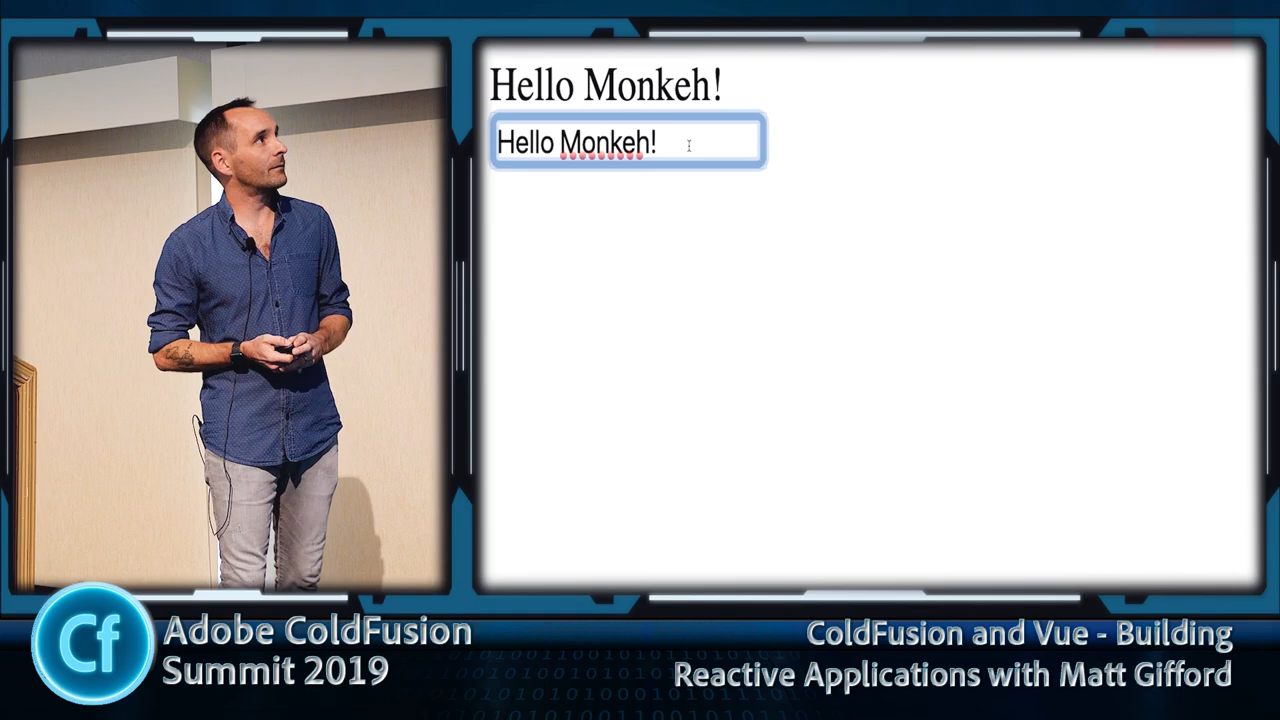 Hello Monkeh!
Hello Monkeh!
Cf
Adobe ColdFusion
Summit 2019
ColdFusion and Vue - Building
Reactive Applications with Matt Gifford